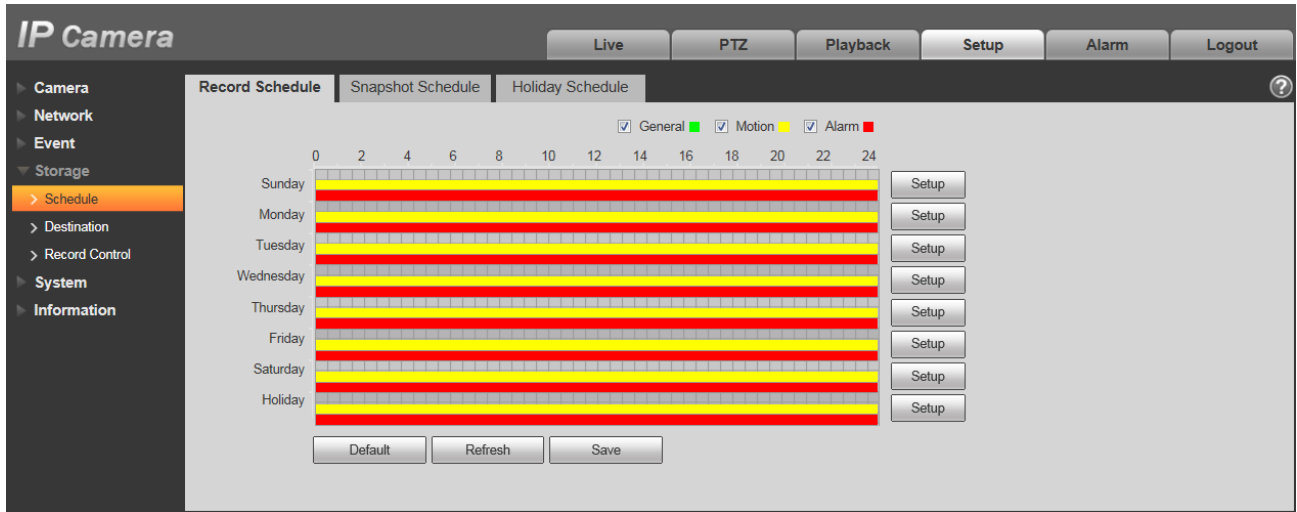 IP Camera
Live PTZ Playback Setup Alarm Logout
Camera
Network
Event
Storage
Schedule
Destination
Record Control
System
Information
Record Schedule Snapshot Schedule Holiday Schedule ?
General Motion Alarm
0 2 4 6 8 10 12 14 16 18 20 22 24
Sunday Setup
Monday Setup
Tuesday Setup
Wednesday Setup
Thursday Setup
Friday Setup
Saturday Setup
Holiday Setup
Default Refresh Save